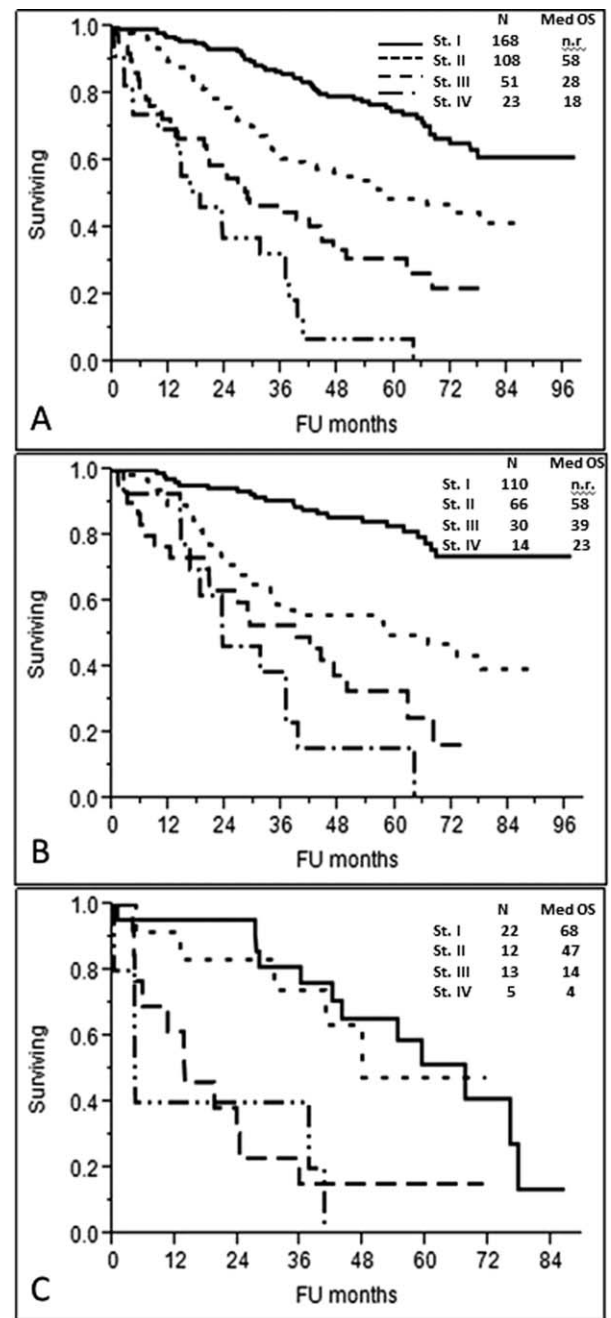 N Med OS
St. I 168 n.r
St. II 108 58
St. III 51 28
St. IV 23 18
1.0
0.8
0.6
0.4
0.2
0.0
Surviving
0 12 24 36 48 60 72 84 96
FU months
A
N Med OS
St. I 110 n.r.
St. II 66 58
St. III 30 39
St. IV 14 23
1.0
0.8
0.6
0.4
0.2
0.0
Surviving
0 12 24 36 48 60 72 84 96
FU months
B
N Med OS
St. I 22 68
St. II 12 47
St. III 13 14
St. IV 5 4
1.0
0.8
0.6
0.4
0.2
0.0
Surviving
0 12 24 36 48 60 72 84
FU months
C